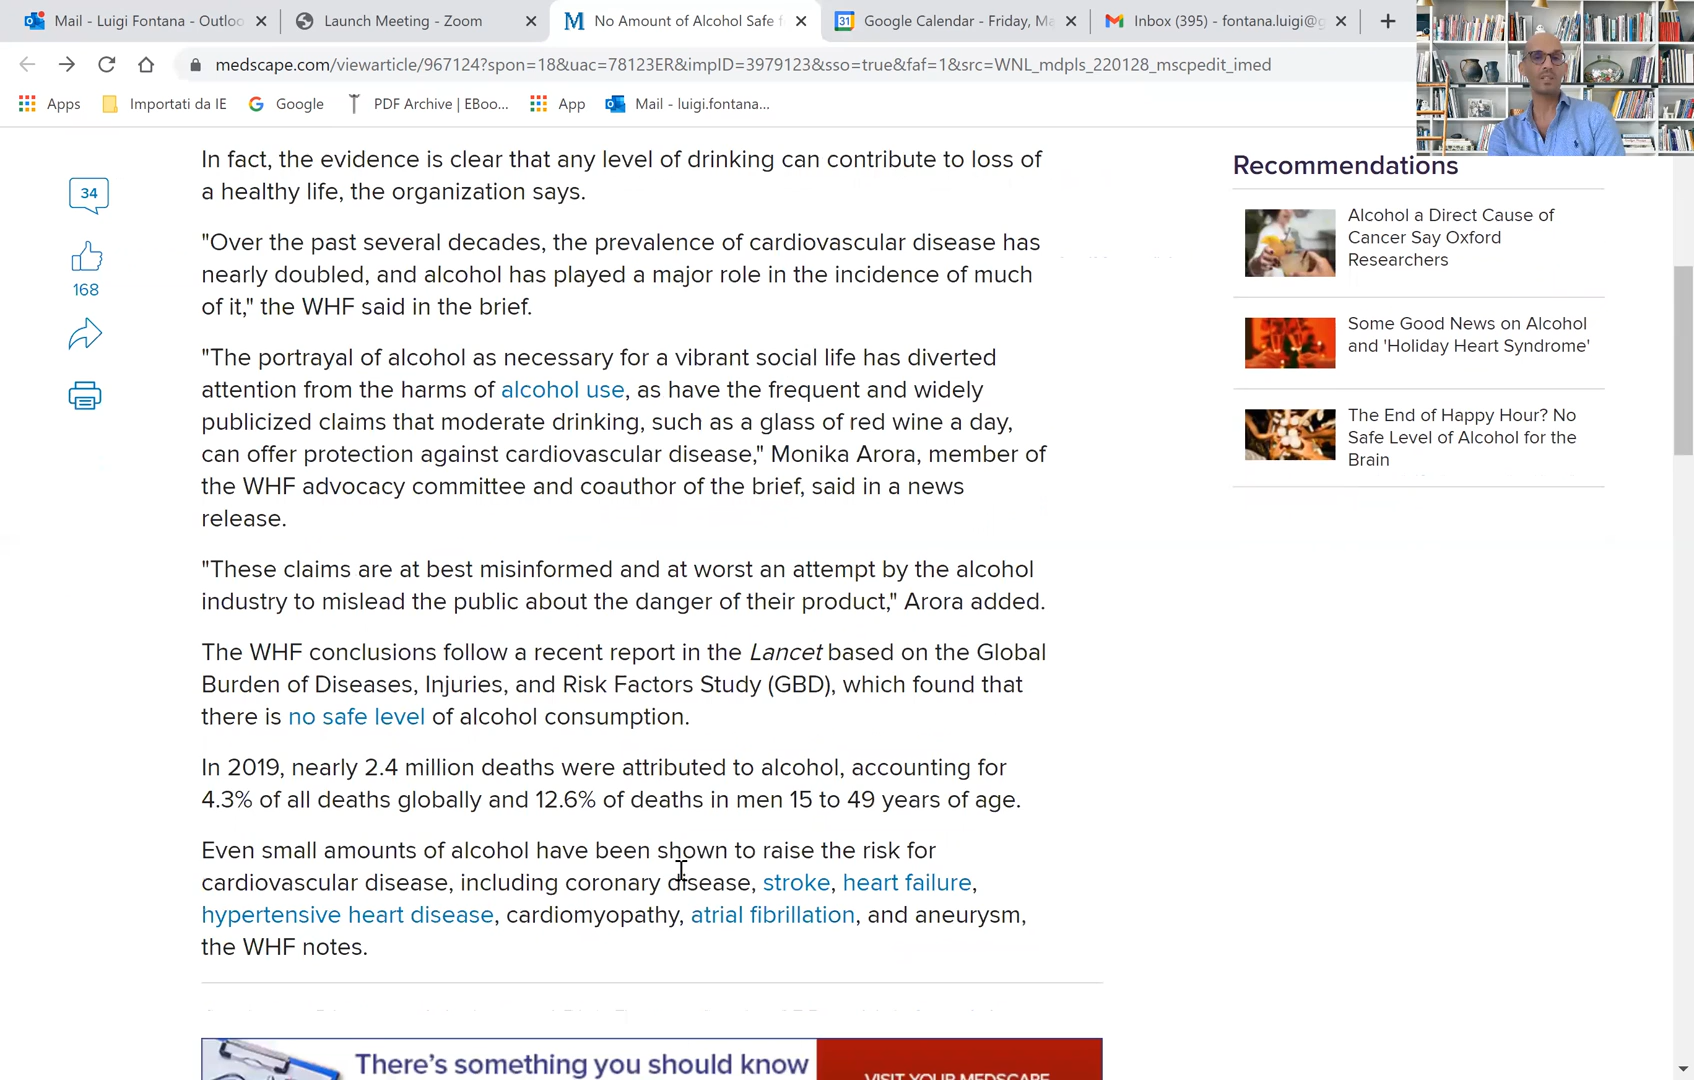 Mail - Luigi Fontana - Outloo
Launch Meeting - Zoom
No Amount of Alcohol Safe f
Google Calendar - Friday, Ma
Inbox (395) - fontana.luigi@g
medscape.com/viewarticle/967124?spon=18&uac=78123ER&impID=3979123&sso=true&faf=1&src=WNL_mdpls_220128_mscpedit_imed
Apps
Importati da IE
Google
PDF Archive | EBoo...
App
Mail - luigi.fontana...
34
168
In fact, the evidence is clear that any level of drinking can contribute to loss of
a healthy life, the organization says.
"Over the past several decades, the prevalence of cardiovascular disease has
nearly doubled, and alcohol has played a major role in the incidence of much
of it," the WHF said in the brief.
"The portrayal of alcohol as necessary for a vibrant social life has diverted
attention from the harms of alcohol use, as have the frequent and widely
publicized claims that moderate drinking, such as a glass of red wine a day,
can offer protection against cardiovascular disease," Monika Arora, member of
the WHF advocacy committee and coauthor of the brief, said in a news
release.
"These claims are at best misinformed and at worst an attempt by the alcohol
industry to mislead the public about the danger of their product," Arora added.
The WHF conclusions follow a recent report in the Lancet based on the Global
Burden of Diseases, Injuries, and Risk Factors Study (GBD), which found that
there is no safe level of alcohol consumption.
In 2019, nearly 2.4 million deaths were attributed to alcohol, accounting for
4.3% of all deaths globally and 12.6% of deaths in men 15 to 49 years of age.
Even small amounts of alcohol have been shown to raise the risk for
cardiovascular disease, including coronary disease, stroke, heart failure,
hypertensive heart disease, cardiomyopathy, atrial fibrillation, and aneurysm,
the WHF notes.
There's something you should know
VISIT YOUR MEDSCAPE
Recommendations
Alcohol a Direct Cause of
Cancer Say Oxford
Researchers
Some Good News on Alcohol
and 'Holiday Heart Syndrome'
The End of Happy Hour? No
Safe Level of Alcohol for the
Brain